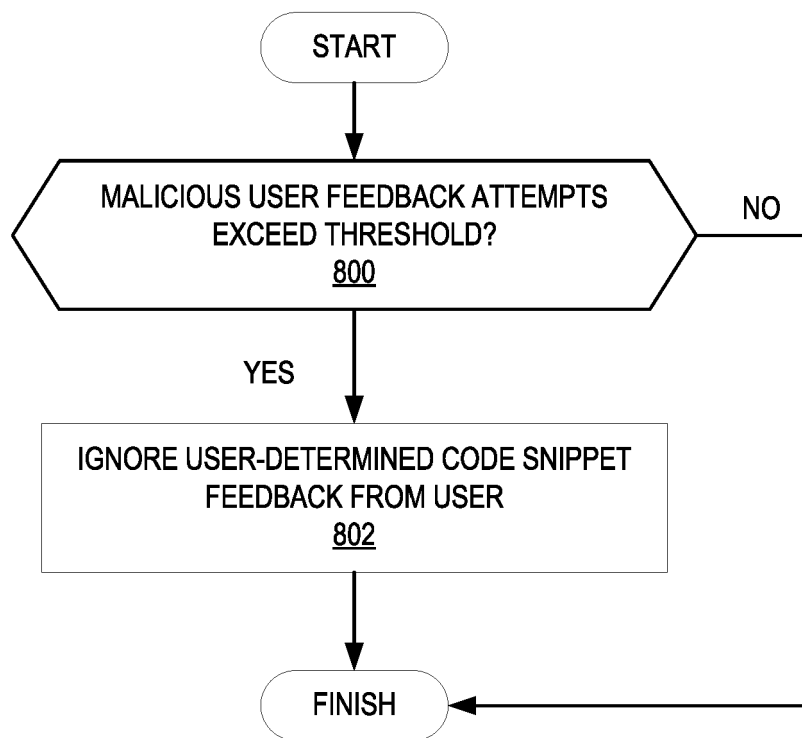 START
MALICIOUS USER FEEDBACK ATTEMPTS
EXCEED THRESHOLD?
800
NO
YES
IGNORE USER-DETERMINED CODE SNIPPET
FEEDBACK FROM USER
802
FINISH